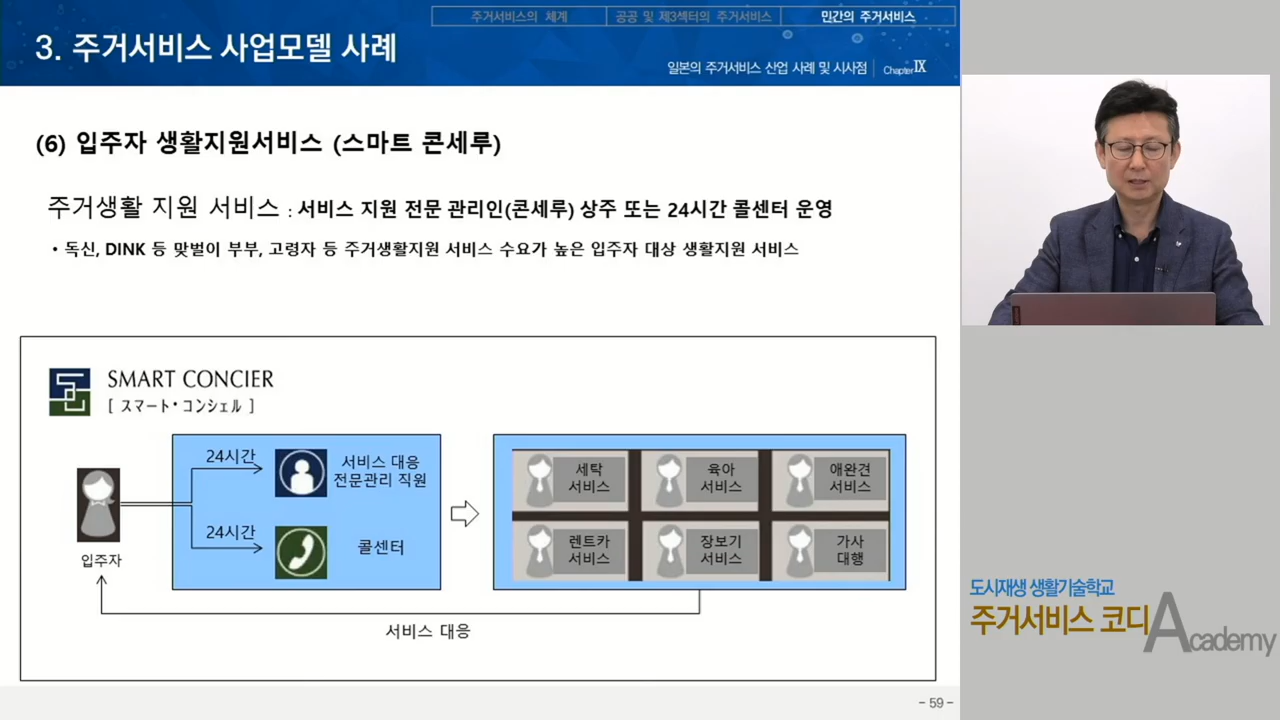 주거서비스의 체계
공공 및 제3섹터의 주거서비스
민간의 주거서비스
3. 주거서비스 사업모델 사례
일본의 주거서비스 산업 사례 및 시사점
Chapter Ⅸ
(6) 입주자 생활지원서비스 (스마트 콘세루)
주거생활 지원 서비스 : 서비스 지원 전문 관리인(콘세루) 상주 또는 24시간 콜센터 운영
• 독신, DINK 등 맞벌이 부부, 고령자 등 주거생활지원 서비스 수요가 높은 입주자 대상 생활지원 서비스
SMART CONCIER
[ スマート・コンシェル ]
24시간
서비스 대응
전문관리 직원
24시간
콜센터
입주자
세탁
서비스
육아
서비스
애완견
서비스
렌트카
서비스
장보기
서비스
가사
대행
서비스 대응
도시재생 생활기술학교
주거서비스 코디
Academy
- 59 -